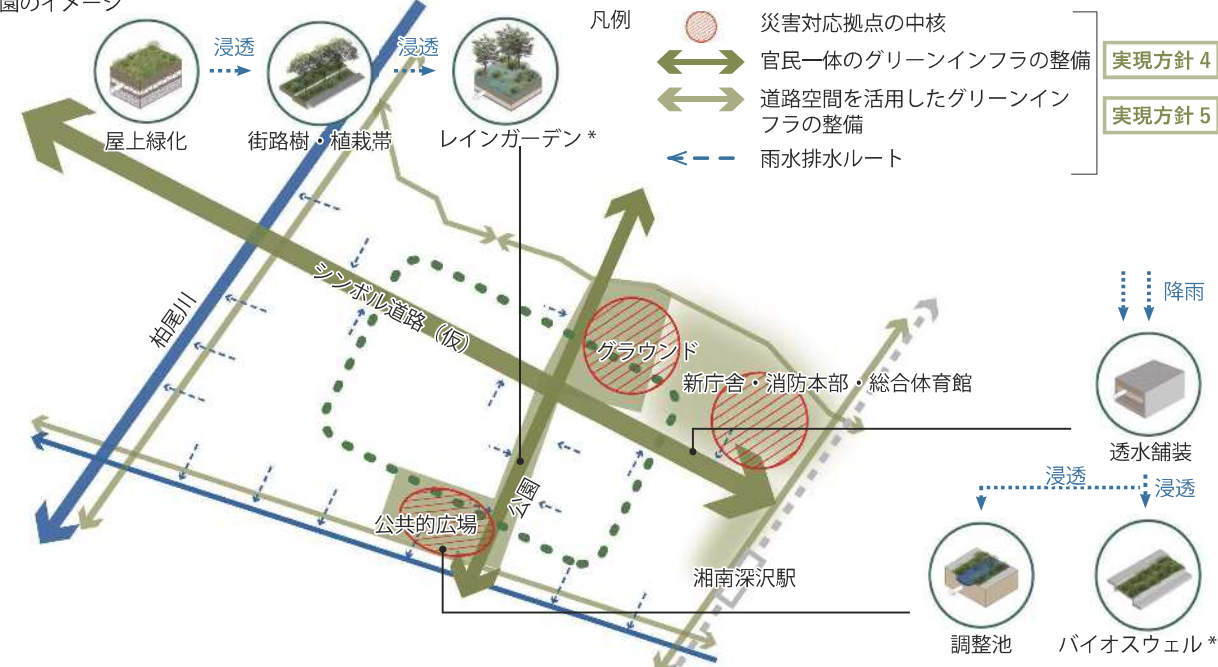 園のイメージ
浸透
浸透
屋上緑化
街路樹・植栽帯
レインガーデン*
凡例
災害対応拠点の中核
官民一体のグリーンインフラの整備
道路空間を活用したグリーンイン
フラの整備
雨水排水ルート
実現方針4
実現方針5
柏尾川
シンボル道路(仮)
グラウンド
新庁舎・消防本部・総合体育館
公園
公共的広場
湘南深沢駅
降雨
透水舗装
浸透
浸透
調整池
バイオスウェル*